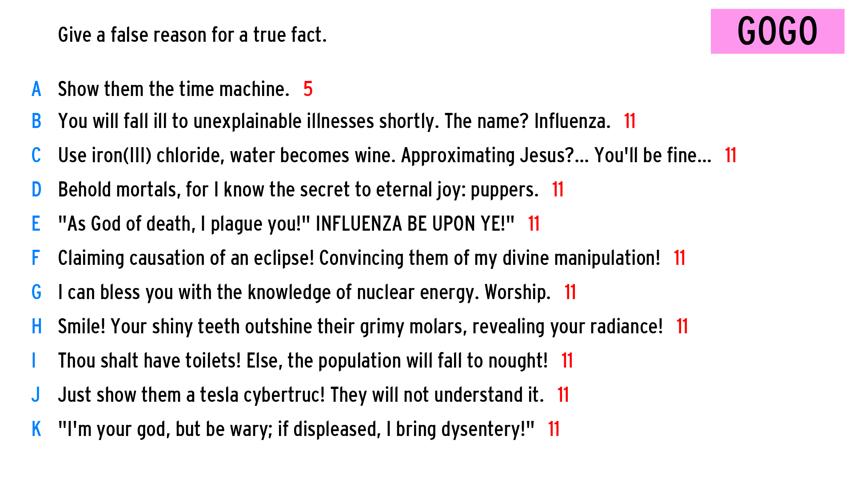 Give a false reason for a true fact.
GOGO
A Show them the time machine. 5
B You will fall ill to unexplainable illnesses shortly. The name? Influenza. 11
C Use iron(III) chloride, water becomes wine. Approximating Jesus?... You'll be fine... 11
D Behold mortals, for I know the secret to eternal joy: puppers. 11
E "As God of death, I plague you!" INFLUENZA BE UPON YE!" 11
F Claiming causation of an eclipse! Convincing them of my divine manipulation! 11
G I can bless you with the knowledge of nuclear energy. Worship. 11
H Smile! Your shiny teeth outshine their grimy molars, revealing your radiance! 11
I Thou shalt have toilets! Else, the population will fall to nought! 11
J Just show them a tesla cybertruc! They will not understand it. 11
K "I'm your god, but be wary; if displeased, I bring dysentery!" 11